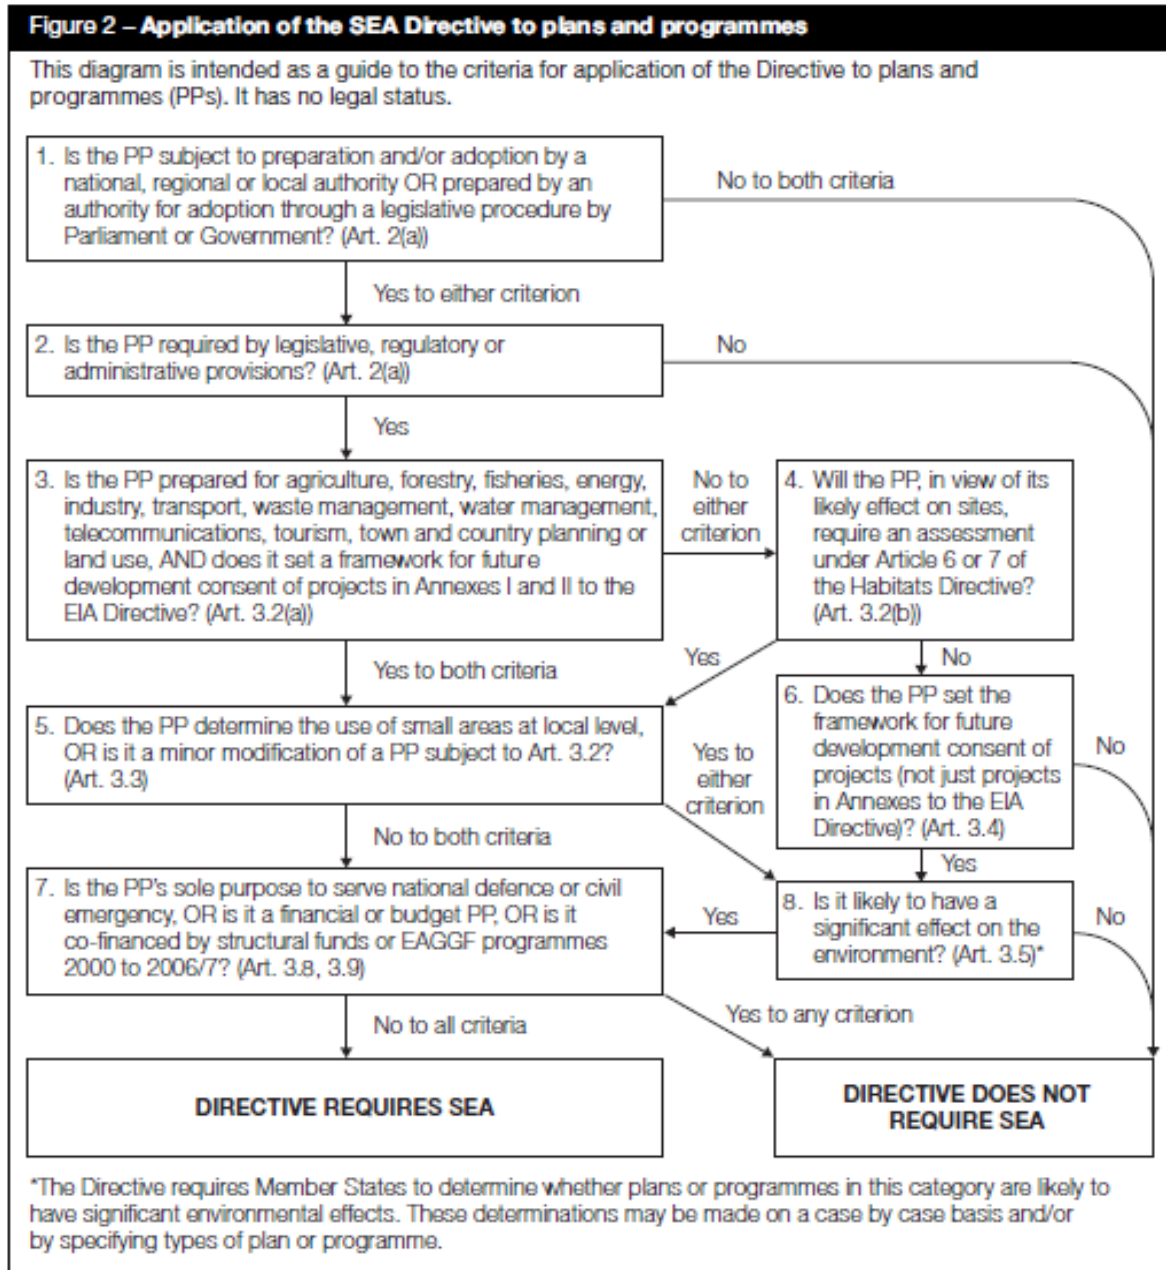 Figure 2 – Application of the SEA Directive to plans and programmes
This diagram is intended as a guide to the criteria for application of the Directive to plans and
programmes (PPs). It has no legal status.
1. Is the PP subject to preparation and/or adoption by a
national, regional or local authority OR prepared by an
authority for adoption through a legislative procedure by
Parliament or Government? (Art. 2(a))
No to both criteria
Yes to either criterion
2. Is the PP required by legislative, regulatory or
administrative provisions? (Art. 2(a))
No
Yes
3. Is the PP prepared for agriculture, forestry, fisheries, energy,
industry, transport, waste management, water management,
telecommunications, tourism, town and country planning or
land use, AND does it set a framework for future
development consent of projects in Annexes I and II to the
EIA Directive? (Art. 3.2(a))
No to
either
criterion
4. Will the PP, in view of its
likely effect on sites,
require an assessment
under Article 6 or 7 of
the Habitats Directive?
(Art. 3.2(b))
Yes to both criteria
Yes
No
5. Does the PP determine the use of small areas at local level,
OR is it a minor modification of a PP subject to Art. 3.2?
(Art. 3.3)
Yes to
either
criterion
6. Does the PP set the
framework for future
development consent of
projects (not just projects
in Annexes to the EIA
Directive)? (Art. 3.4)
No
No to both criteria
Yes
7. Is the PP's sole purpose to serve national defence or civil
emergency, OR is it a financial or budget PP, OR is it
co-financed by structural funds or EAGGF programmes
2000 to 2006/7? (Art. 3.8, 3.9)
Yes
8. Is it likely to have a
significant effect on the
environment? (Art. 3.5)*
No
No to all criteria
Yes to any criterion
DIRECTIVE REQUIRES SEA
DIRECTIVE DOES NOT
REQUIRE SEA
*The Directive requires Member States to determine whether plans or programmes in this category are likely to
have significant environmental effects. These determinations may be made on a case by case basis and/or
by specifying types of plan or programme.